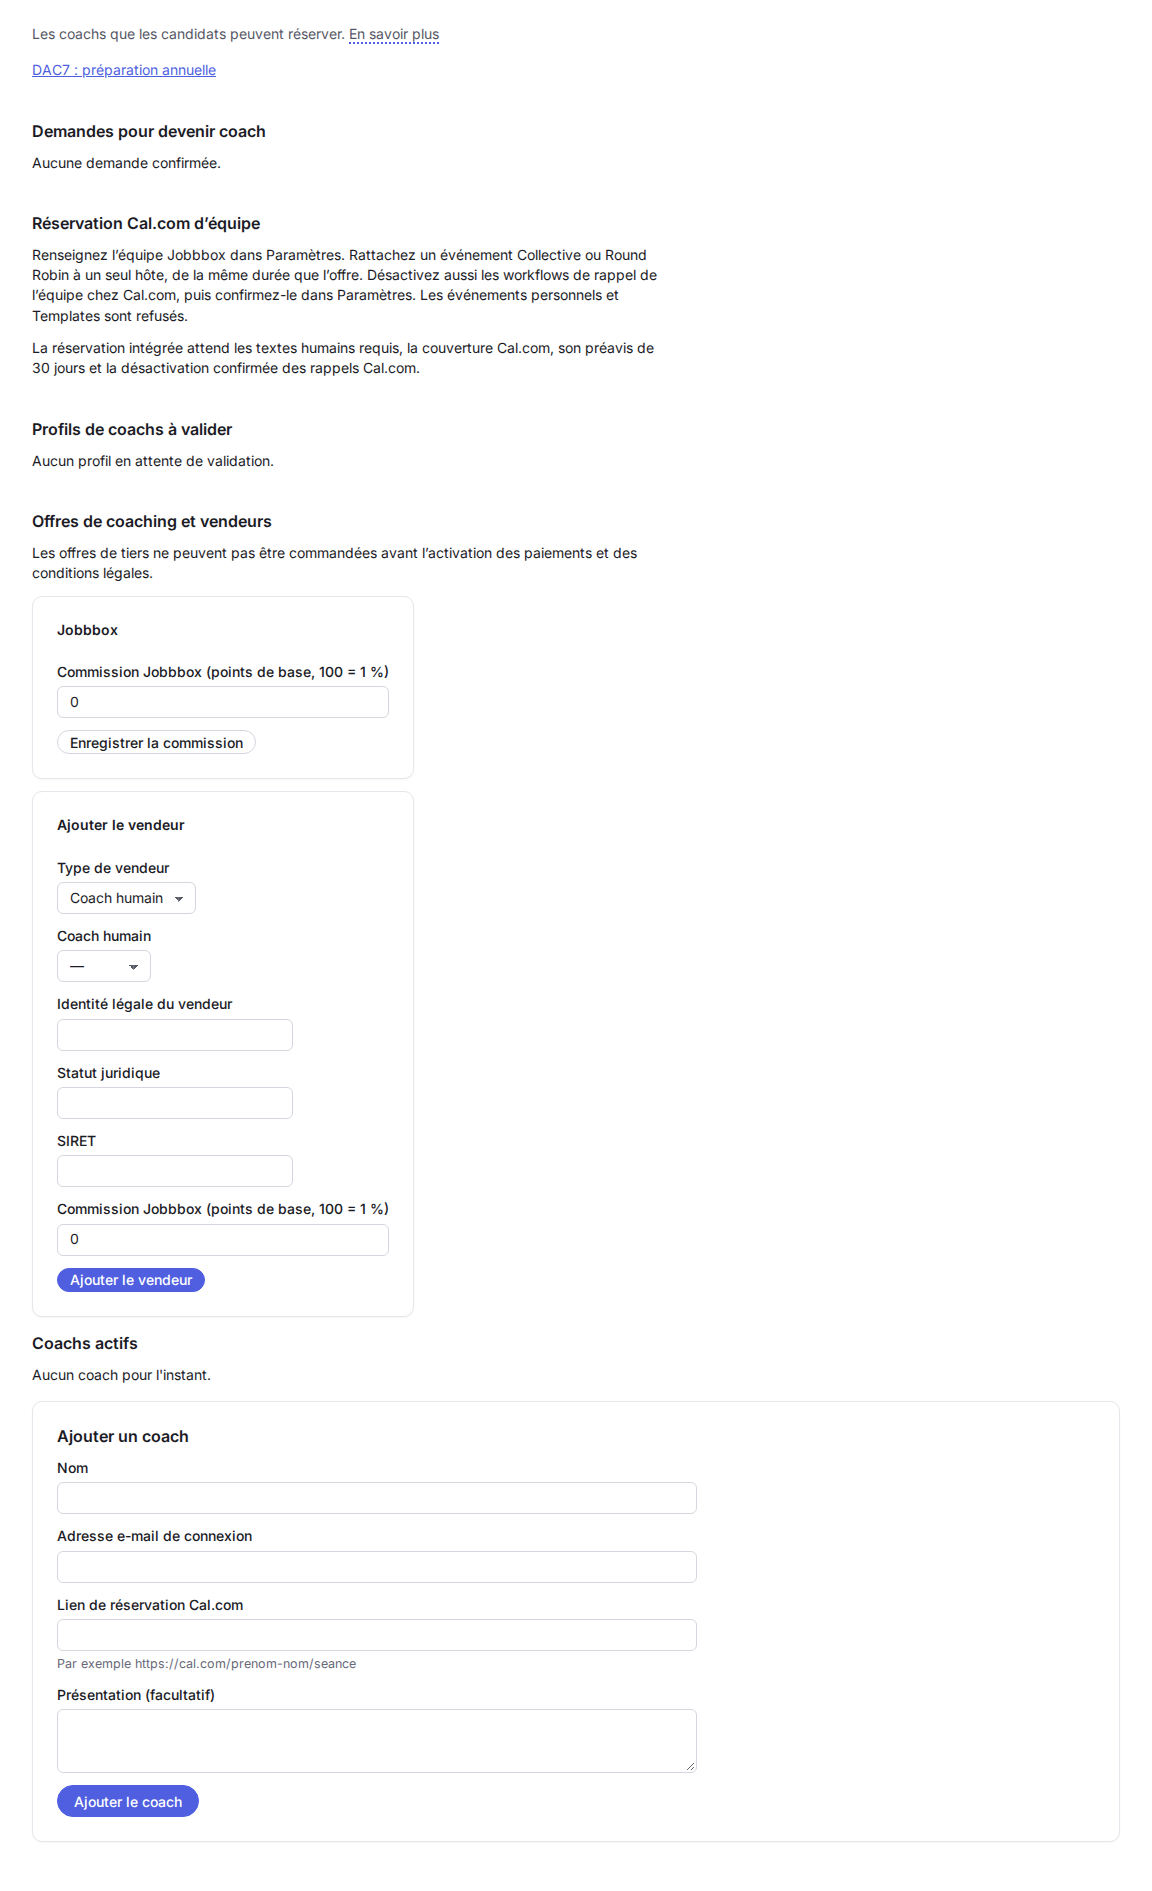 Les coachs que les candidats peuvent réserver. En savoir plus
DAC7 : préparation annuelle
Demandes pour devenir coach
Aucune demande confirmée.
Réservation Cal.com d’équipe
Renseignez l’équipe Jobbbox dans Paramètres. Rattachez un événement Collective ou Round
Robin à un seul hôte, de la même durée que l’offre. Désactivez aussi les workflows de rappel de
l’équipe chez Cal.com, puis confirmez-le dans Paramètres. Les événements personnels et
Templates sont refusés.
La réservation intégrée attend les textes humains requis, la couverture Cal.com, son préavis de
30 jours et la désactivation confirmée des rappels Cal.com.
Profils de coachs à valider
Aucun profil en attente de validation.
Offres de coaching et vendeurs
Les offres de tiers ne peuvent pas être commandées avant l’activation des paiements et des
conditions légales.
Jobbbox
Commission Jobbbox (points de base, 100 = 1 %)
0
Enregistrer la commission
Ajouter le vendeur
Type de vendeur
Coach humain
Coach humain
—
Identité légale du vendeur
Statut juridique
SIRET
Commission Jobbbox (points de base, 100 = 1 %)
0
Ajouter le vendeur
Coachs actifs
Aucun coach pour l'instant.
Ajouter un coach
Nom
Adresse e-mail de connexion
Lien de réservation Cal.com
Par exemple https://cal.com/prenom-nom/seance
Présentation (facultatif)
Ajouter le coach